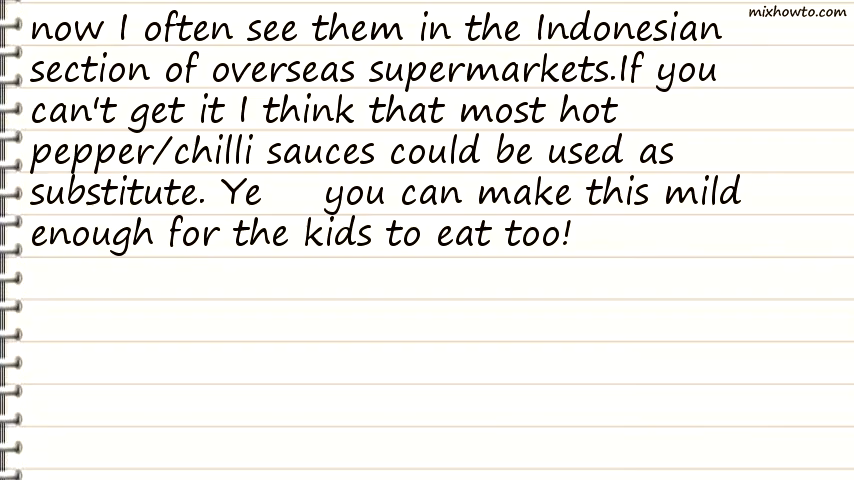 mixhowto.com
now I often see them in the Indonesian
section of overseas supermarkets.If you
can't get it I think that most hot
pepper/chilli sauces could be used as
substitute. Ye you can make this mild
enough for the kids to eat too!